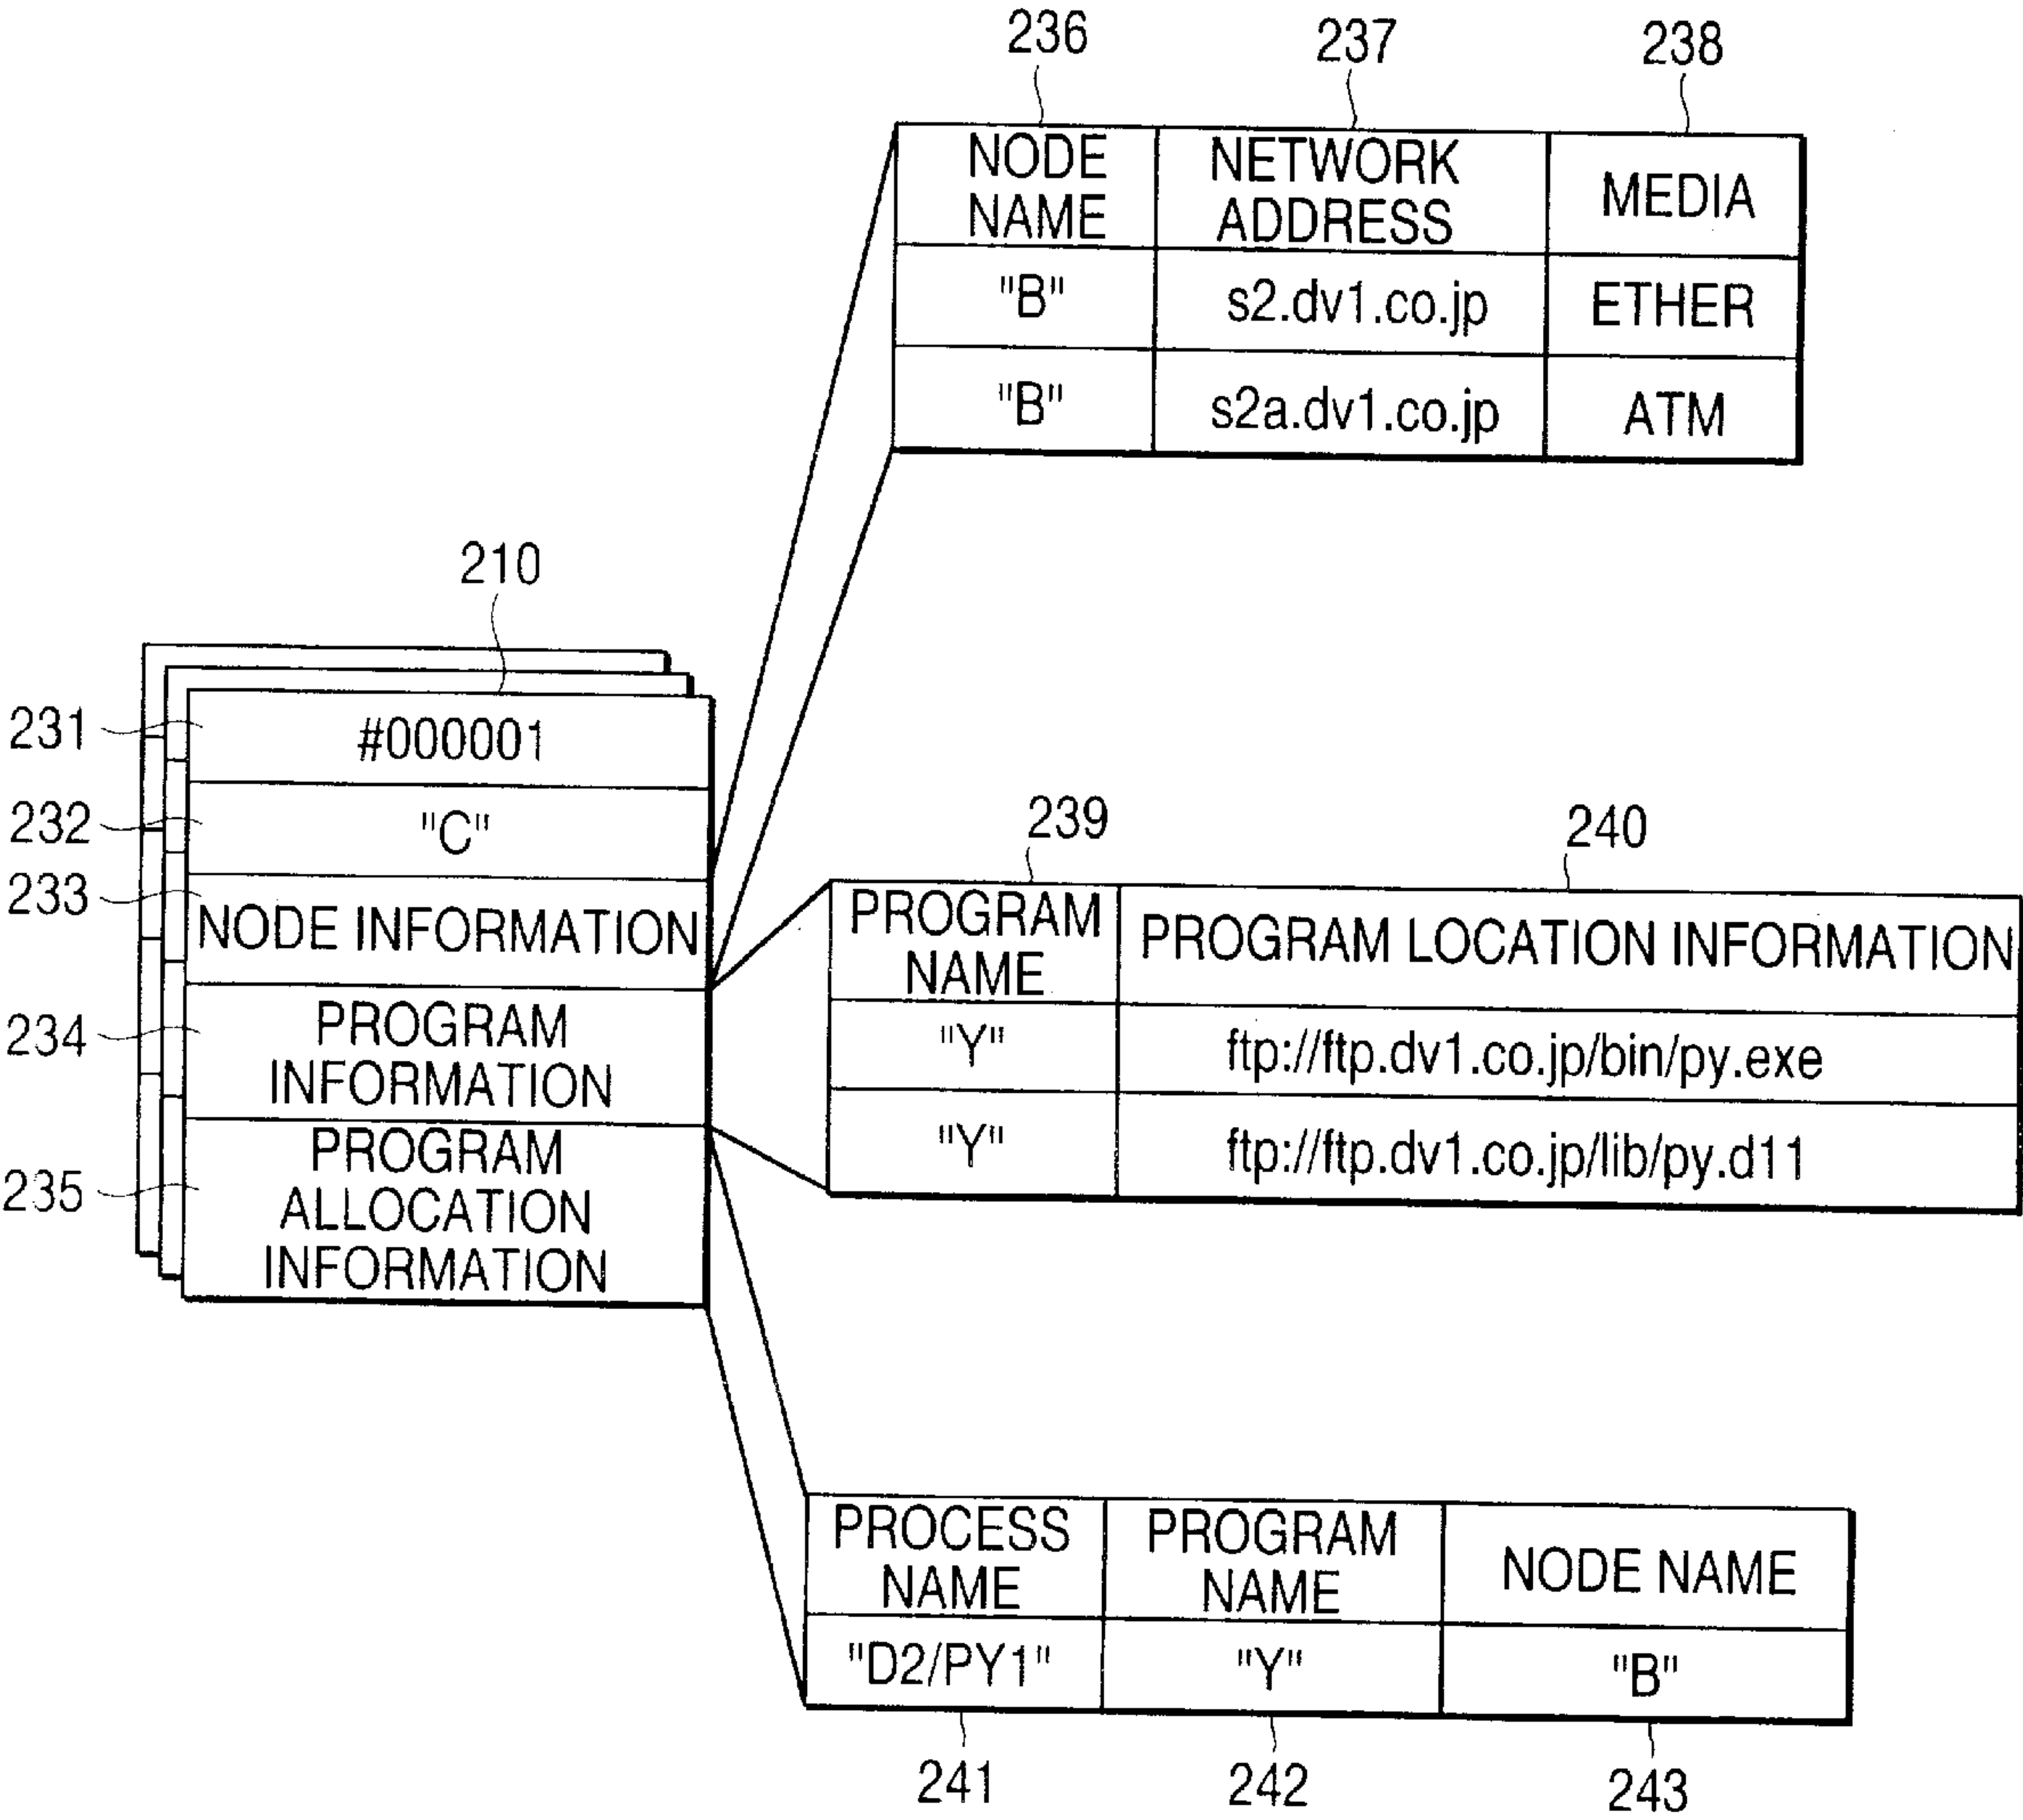 236 237 238
NODE NAME NETWORK ADDRESS MEDIA
"B" s2.dv1.co.jp ETHER
"B" s2a.dv1.co.jp ATM
210
231 #000001
232 "C"
233 NODE INFORMATION
234 PROGRAM INFORMATION
235 PROGRAM ALLOCATION INFORMATION
239 240
PROGRAM NAME PROGRAM LOCATION INFORMATION
"Y" ftp://ftp.dv1.co.jp/bin/py.exe
"Y" ftp://ftp.dv1.co.jp/lib/py.d11
PROCESS NAME PROGRAM NAME NODE NAME
"D2/PY1" "Y" "B"
241 242 243